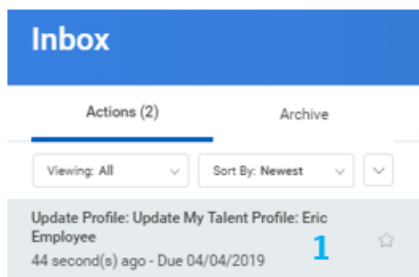 Inbox
Actions (2)
Archive
Viewing: All
Sort By: Newest
Update Profile: Update My Talent Profile: Eric
Employee
44 second(s) ago - Due 04/04/2019
1